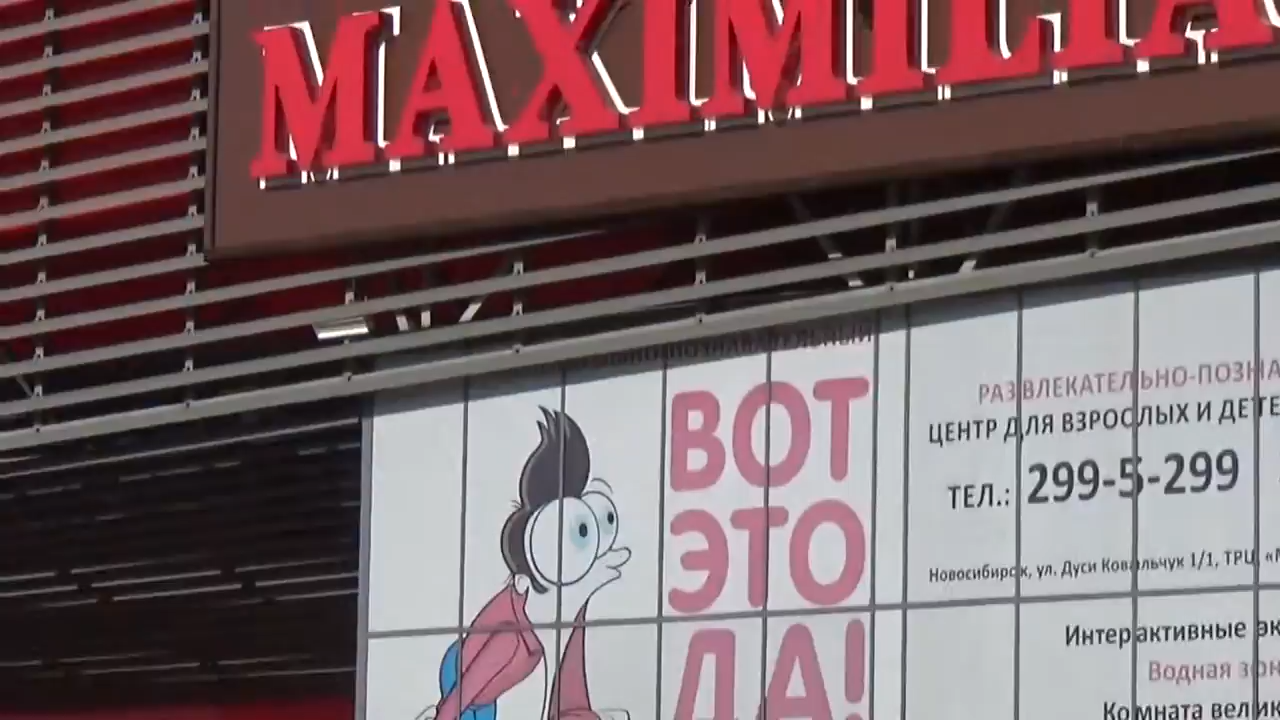 MAXIMILIA
ВОТ
ЭТО
ДА!
РАЗВЛЕКАТЕЛЬНО-ПОЗНА
ЦЕНТР ДЛЯ ВЗРОСЛЫХ И ДЕТЕ
ТЕЛ.: 299-5-299
Новосибирск, ул. Дуси Ковальчук 1/1, ТРЦ
Интерактивные эк
Водная зон
Комната велик